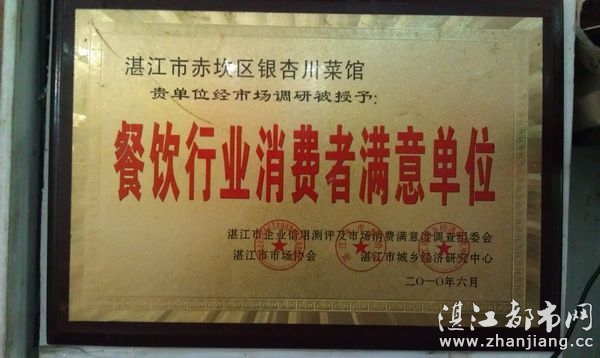 湛江市赤坎区银杏川菜馆
贵单位经市场调研被授予:
餐饮行业消费者满意单位
湛江市企业信用测评及市场消费满意度调查组委会
湛江市市场协会 湛江市城乡经济研究中心
二〇一〇年六月
湛江都市网
www.zhanjiang.cc